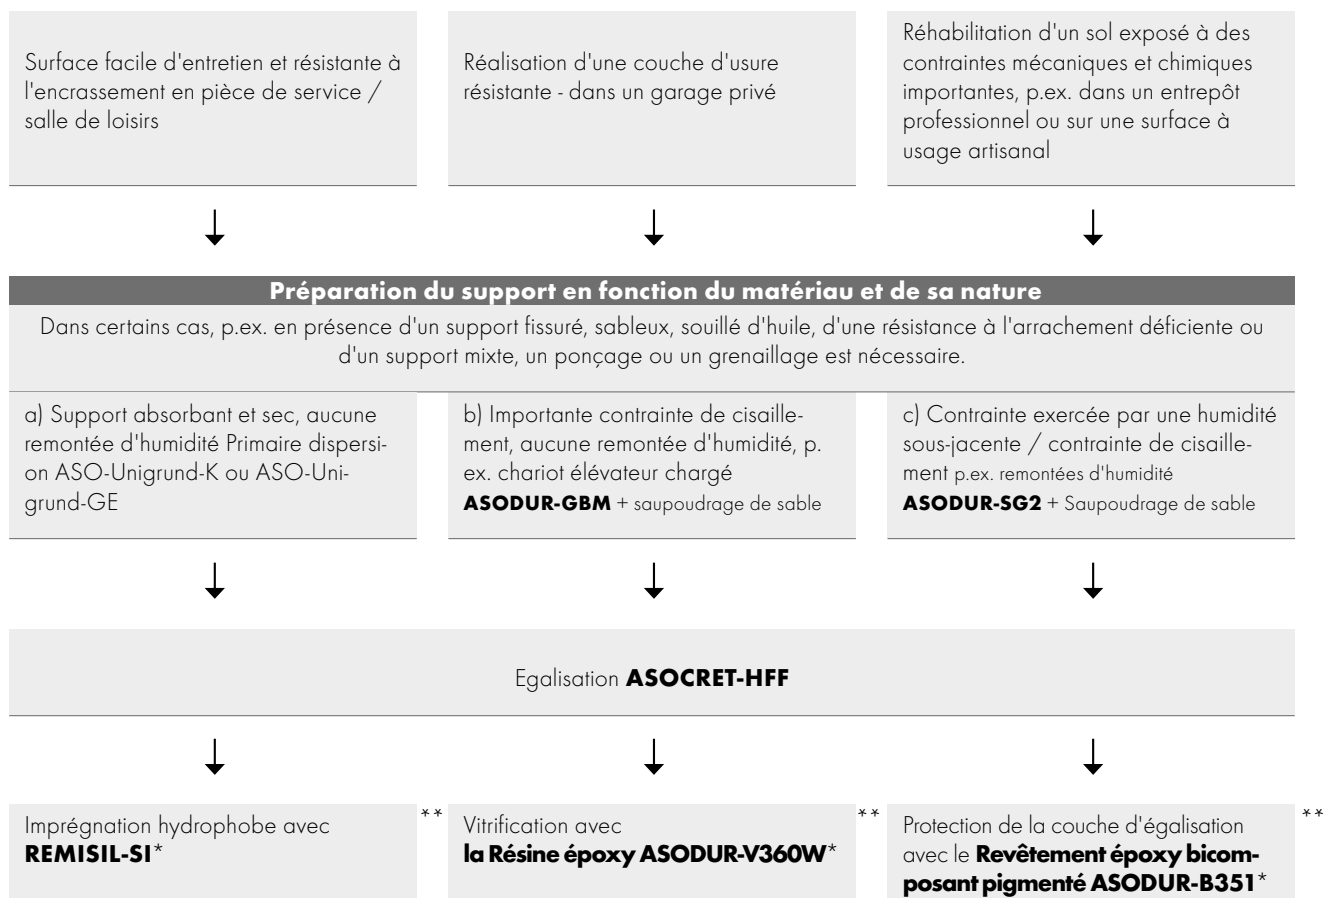 Surface facile d'entretien et résistante à
l'encrassement en pièce de service /
salle de loisirs
Réalisation d'une couche d'usure
résistante - dans un garage privé
Réhabilitation d'un sol exposé à des
contraintes mécaniques et chimiques
importantes, p.ex. dans un entrepôt
professionnel ou sur une surface à
usage artisanal
Préparation du support en fonction du matériau et de sa nature
Dans certains cas, p.ex. en présence d'un support fissuré, sableux, souillé d'huile, d'une résistance à l'arrachement déficiente ou
d'un support mixte, un ponçage ou un grenaillage est nécessaire.
a) Support absorbant et sec, aucune
remontée d'humidité Primaire dispersi-
on ASO-Unigrund-K ou ASO-Uni-
grund-GE
b) Importante contrainte de cisaille-
ment, aucune remontée d'humidité, p.
ex. chariot élévateur chargé
ASODUR-GBM + saupoudrage de sable
c) Contrainte exercée par une humidité
sous-jacente / contrainte de cisaille-
ment p.ex. remontées d'humidité
ASODUR-SG2 + Saupoudrage de sable
Egalisation ASOCRET-HFF
Imprégnation hydrophobe avec **
REMISIL-SI*
Vitrification avec **
la Résine époxy ASODUR-V360W*
Protection de la couche d'égalisation **
avec le Revêtement époxy bicom-
posant pigmenté ASODUR-B351*